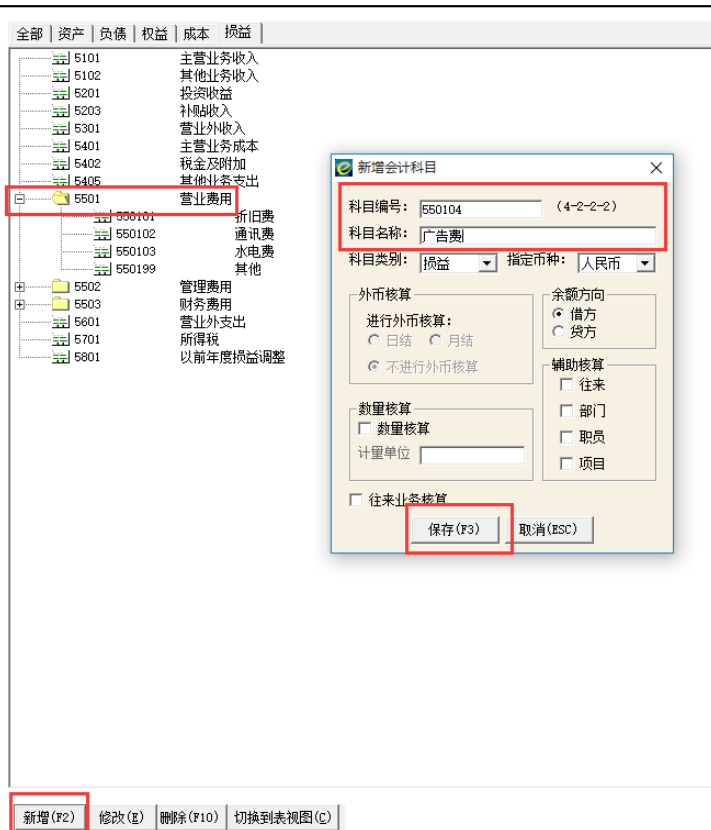 全部 资产 负债 权益 成本 损益
5101 主营业务收入
5102 其他业务收入
5201 投资收益
5203 补贴收入
5301 营业外收入
5401 主营业务成本
5402 税金及附加
5405 其他业务支出
5501 营业费用
550101 折旧费
550102 通讯费
550103 水电费
550199 其他
5502 管理费用
5503 财务费用
5601 营业外支出
5701 所得税
5801 以前年度损益调整
新增会计科目
科目编号: 550104 (4-2-2-2)
科目名称: 广告费
科目类别: 损益 指定币种: 人民币
外币核算
进行外币核算:
日结 月结
不进行外币核算
余额方向
借方
贷方
数量核算
数量核算
计量单位
辅助核算
往来
部门
职员
项目
往来业务核算
保存(F3) 取消(ESC)
新增(F2) 修改(E) 删除(F10) 切换到表视图(C)